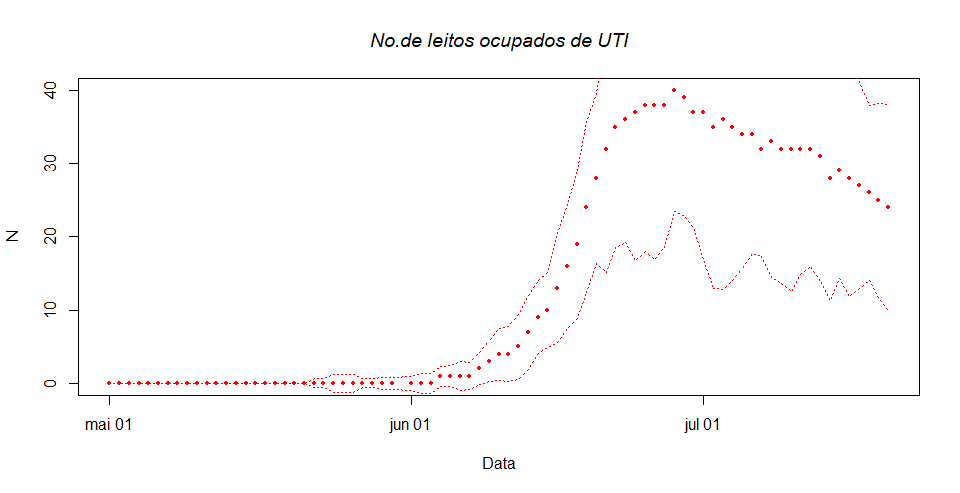 No.de leitos ocupados de UTI
40
30
20
10
0
N
mai 01
jun 01
jul 01
Data